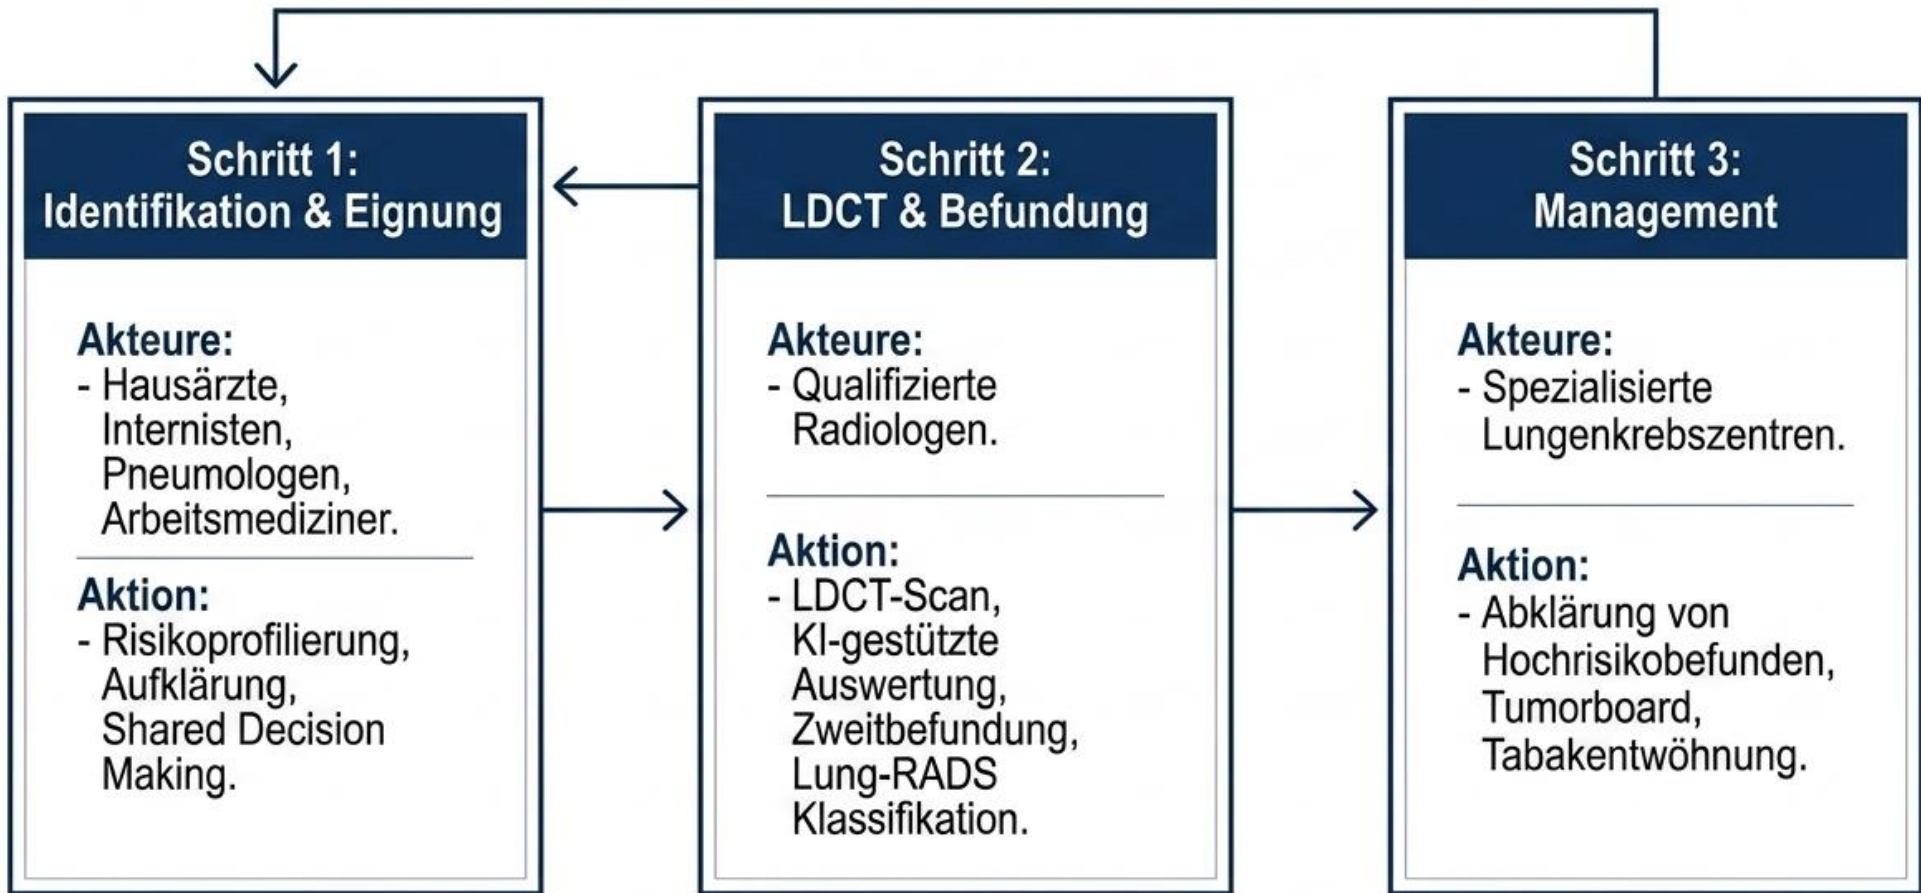 Schritt 1:
Identifikation & Eignung
Akteure:
- Hausärzte,
Internisten,
Pneumologen,
Arbeitsmediziner.
Aktion:
- Risikoprofilierung,
Aufklärung,
Shared Decision
Making.
Schritt 2:
LDCT & Befundung
Akteure:
- Qualifizierte
Radiologen.
Aktion:
- LDCT-Scan,
KI-gestützte
Auswertung,
Zweitbefundung,
Lung-RADS
Klassifikation.
Schritt 3:
Management
Akteure:
- Spezialisierte
Lungenkrebszentren.
Aktion:
- Abklärung von
Hochrisikobefunden,
Tumorboard,
Tabakentwöhnung.